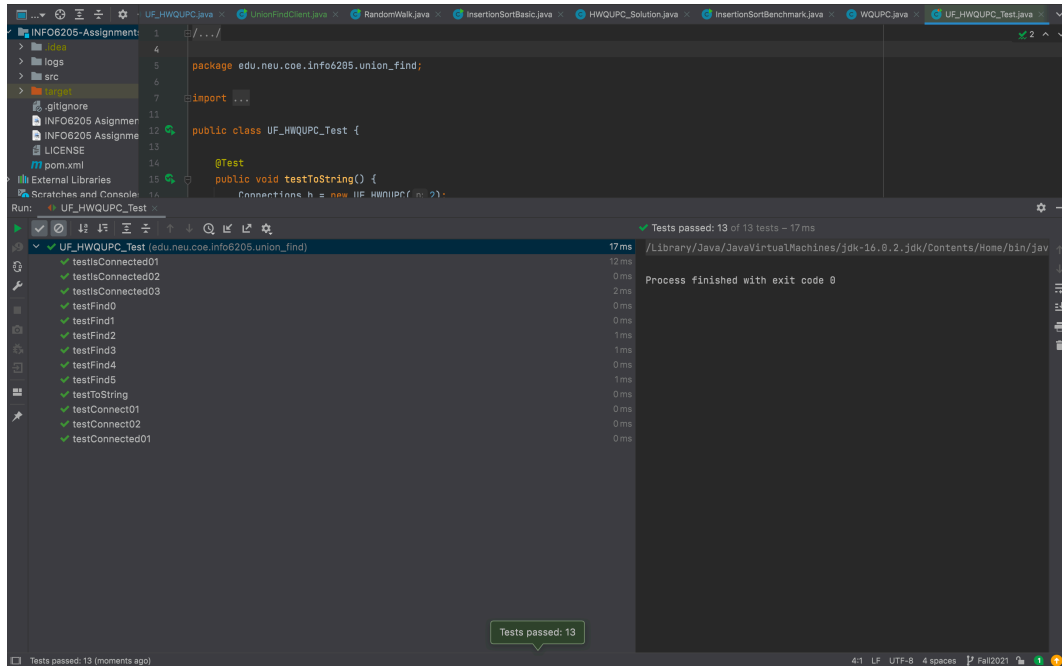 UF_HWQUPC.java UnionFindClient.java RandomWalk.java InsertionSortBasic.java HWQUPC_Solution.java InsertionSortBenchmark.java WQUPC.java UF_HWQUPC_Test.java
INFO6205-Assignment
.idea
logs
src
target
.gitignore
INFO6205 Asignmen
INFO6205 Assignme
LICENSE
pom.xml
External Libraries
Scratches and Console
1 /.../
2
4
5 package edu.neu.coe.info6205.union_find;
6
7 import ...
11
12 public class UF_HWQUPC_Test {
13
14 @Test
15 public void testToString() {
16 Connections h = new UF_HWQUPC( n: 2);
Run: UF_HWQUPC_Test
Tests passed: 13 of 13 tests – 17 ms
UF_HWQUPC_Test (edu.neu.coe.info6205.union_find) 17 ms
testIsConnected01 12 ms
testIsConnected02 0 ms
testIsConnected03 2 ms
testFind0 0 ms
testFind1 0 ms
testFind2 1 ms
testFind3 1 ms
testFind4 0 ms
testFind5 1 ms
testToString 0 ms
testConnect01 0 ms
testConnect02 0 ms
testConnected01 0 ms
/Library/Java/JavaVirtualMachines/jdk-16.0.2.jdk/Contents/Home/bin/jav
Process finished with exit code 0
Tests passed: 13
Tests passed: 13 (moments ago)
4:1 LF UTF-8 4 spaces Fall2021 1